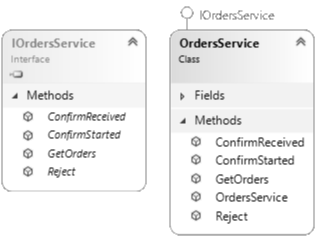 IOrdersService
Interface
Methods
ConfirmReceived
ConfirmStarted
GetOrders
Reject
IOrdersService
OrdersService
Class
Fields
Methods
ConfirmReceived
ConfirmStarted
GetOrders
OrdersService
Reject